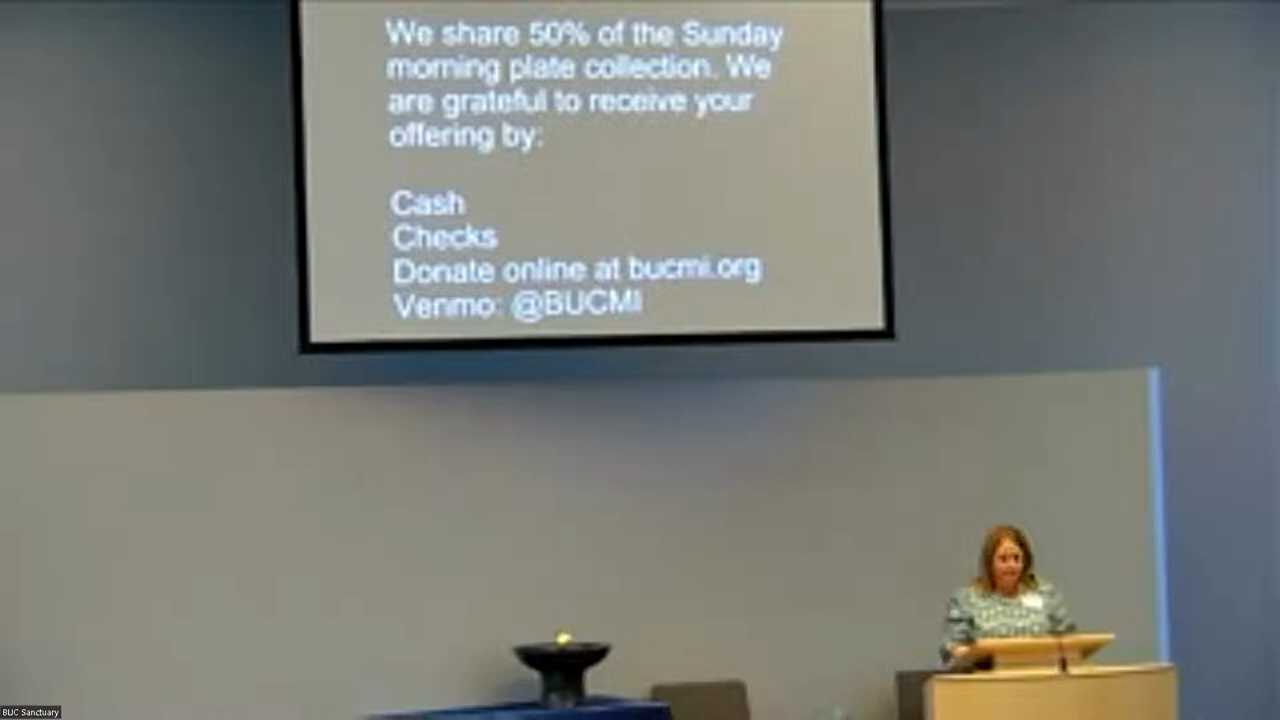 We share 50% of the Sunday
morning plate collection. We
are grateful to receive your
offering by:
Cash
Checks
Donate online at bucmi.org
Venmo: @BUCMI
BUC Sanctuary